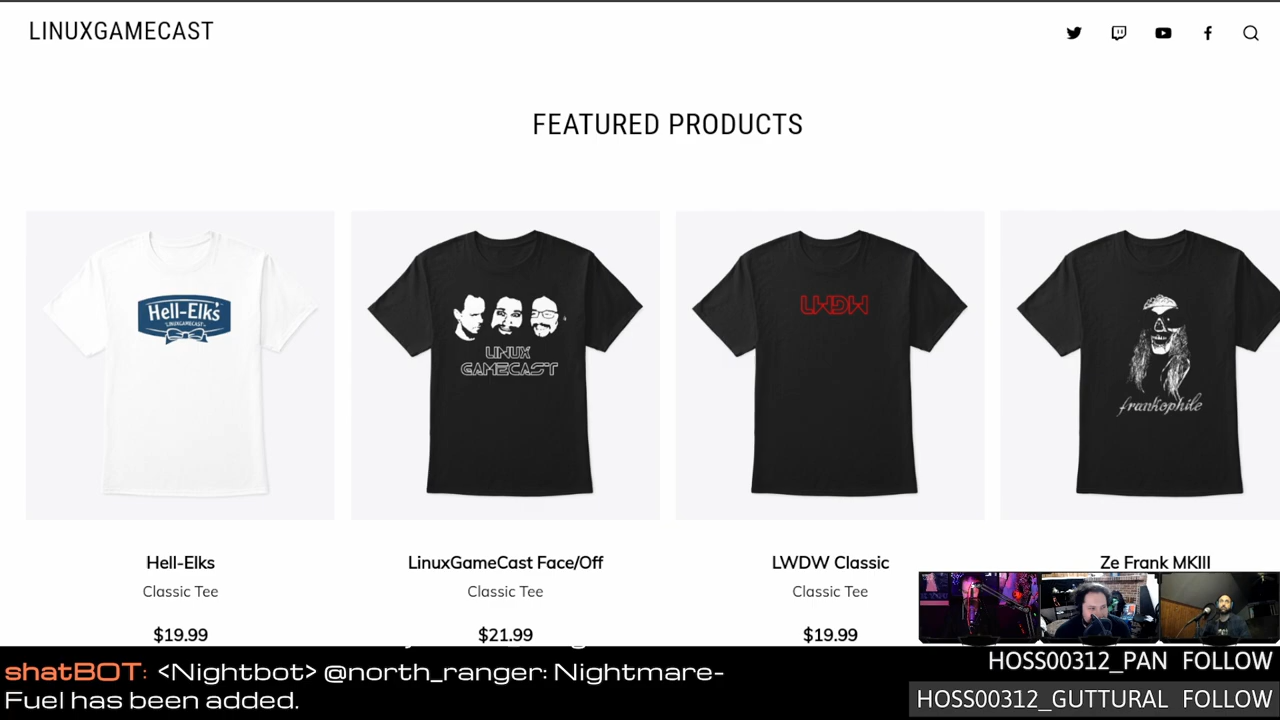 LINUXGAMECAST
FEATURED PRODUCTS
Hell-Elks
LINUXGAMECAST
LINUX
GAMECAST
LWDW
frankophile
Hell-Elks
LinuxGameCast Face/Off
LWDW Classic
Ze Frank MKIII
Classic Tee
Classic Tee
Classic Tee
$19.99
$21.99
$19.99
shatBOT: <Nightbot> @north_ranger: Nightmare-
Fuel has been added.
HOSS00312_PAN FOLLOW
HOSS00312_GUTTURAL FOLLOW